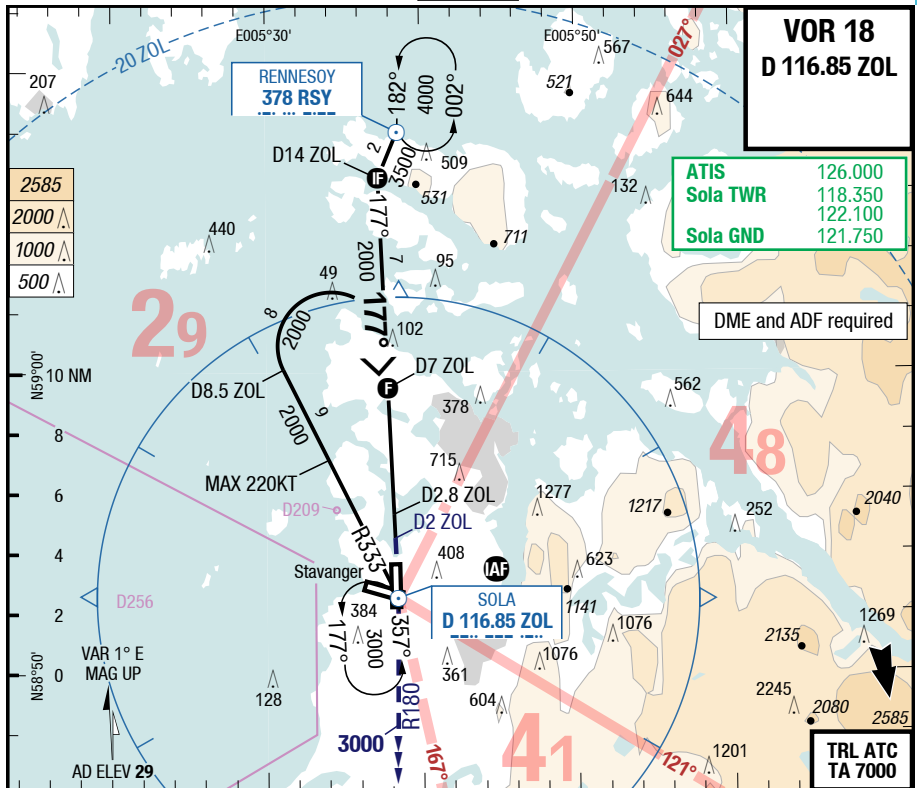 VOR 18
D 116.85 ZOL
20 ZOL
E005°30'
E005°50'
567
027°
207
RENNESOY
378 RSY
182°
4000
002°
521
644
D14 ZOL
2
3500
509
IF
531
ATIS 126.000
Sola TWR 118.350
122.100
Sola GND 121.750
132
2585
2000
1000
500
440
177°
2000
7
711
95
49
8
2000
177°
102
29
DME and ADF required
N59°00'
10 NM
D8.5 ZOL
D7 ZOL
F
562
378
9
2000
48
8
MAX 220KT
715
D2.8 ZOL
1277
1217
2040
6
D209
D2 ZOL
252
R333
4
Stavanger
408
IAF
623
SOLA
D 116.85 ZOL
D256
384
1141
2
177°
3000
357°
1076
1269
VAR 1° E
MAG UP
361
1076
2135
N58°50'
0
128
R180
604
2245
2080
2585
3000
167°
41
121°
1201
AD ELEV 29
TRL ATC
TA 7000